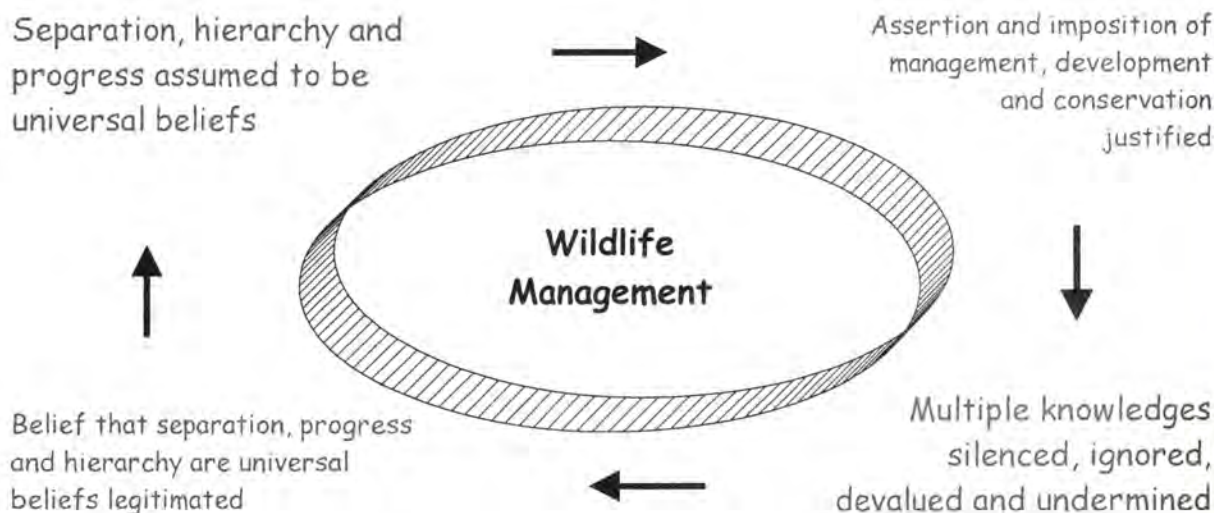 Separation, hierarchy and
progress assumed to be
universal beliefs
Assertion and imposition of
management, development
and conservation
justified
Wildlife
Management
Belief that separation, progress
and hierarchy are universal
beliefs legitimated
Multiple knowledges
silenced, ignored,
devalued and undermined